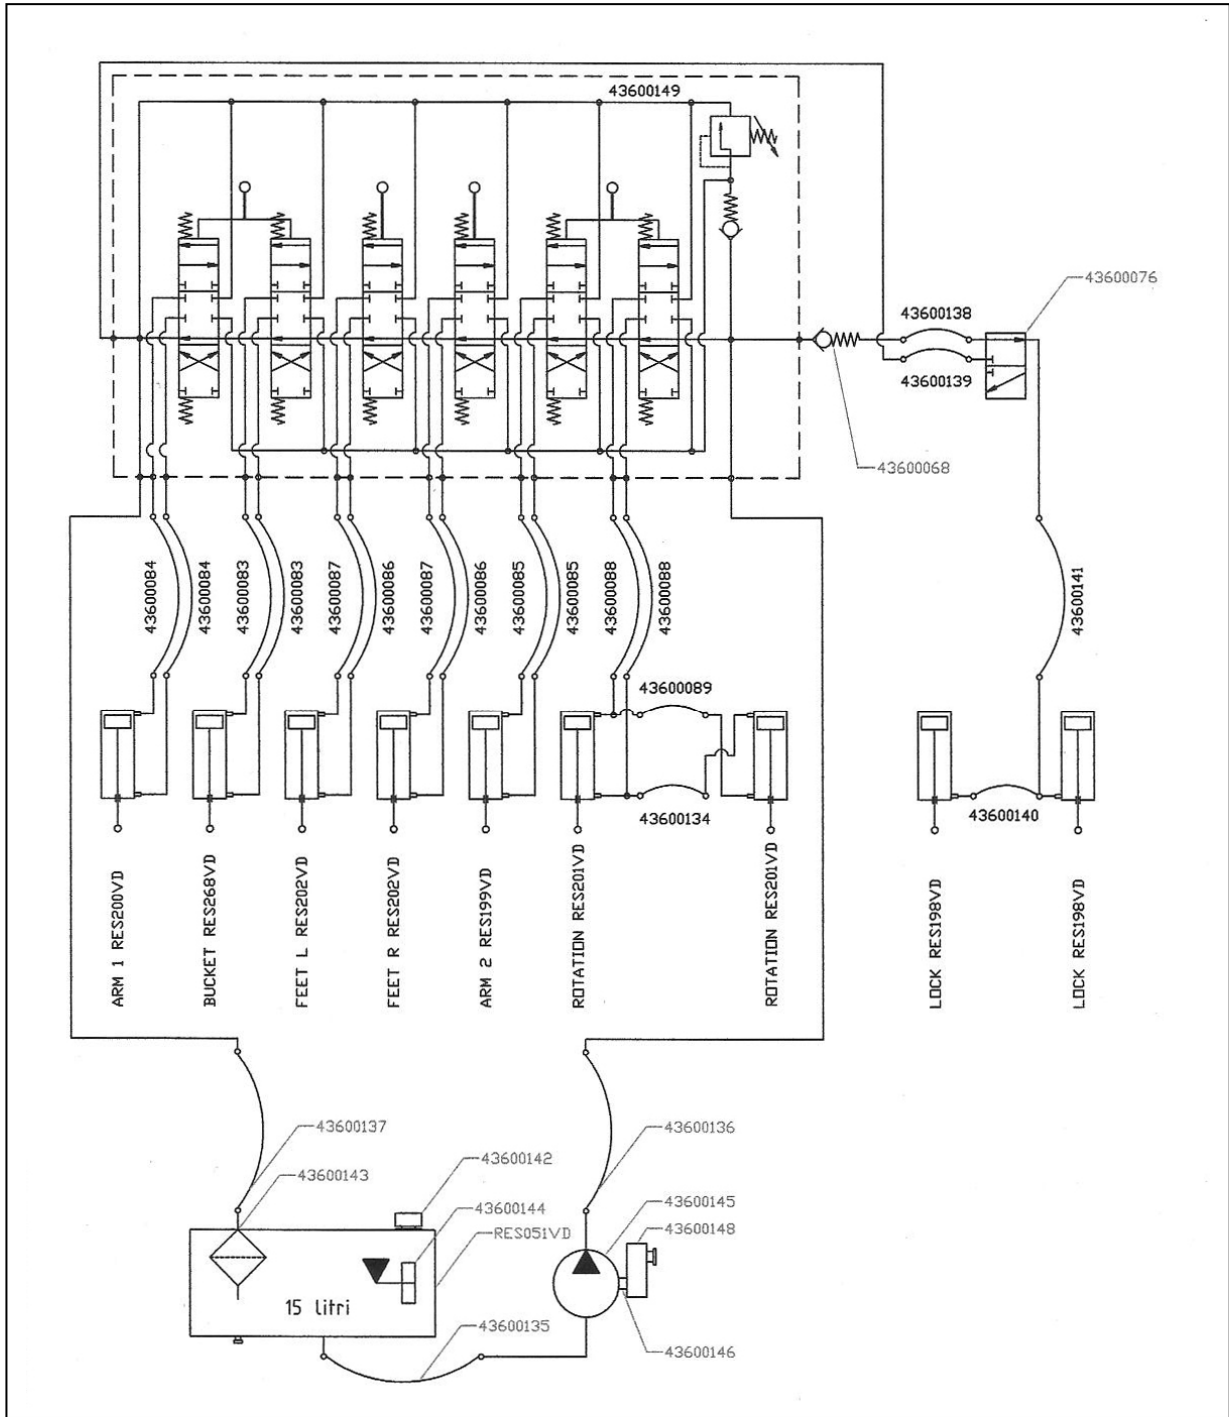 43600149
43600076
43600138
43600139
43600068
43600084
43600084
43600083
43600083
43600087
43600086
43600087
43600086
43600085
43600085
43600088
43600088
43600141
43600089
43600134
43600140
ARM 1 RES200VD
BUCKET RES268VD
FEET L RES202VD
FEET R RES202VD
ARM 2 RES199VD
ROTATION RES201VD
ROTATION RES201VD
LOCK RES198VD
LOCK RES198VD
43600137
43600136
43600143
43600142
43600144
43600145
RES051VD
43600148
15 litri
43600135
43600146